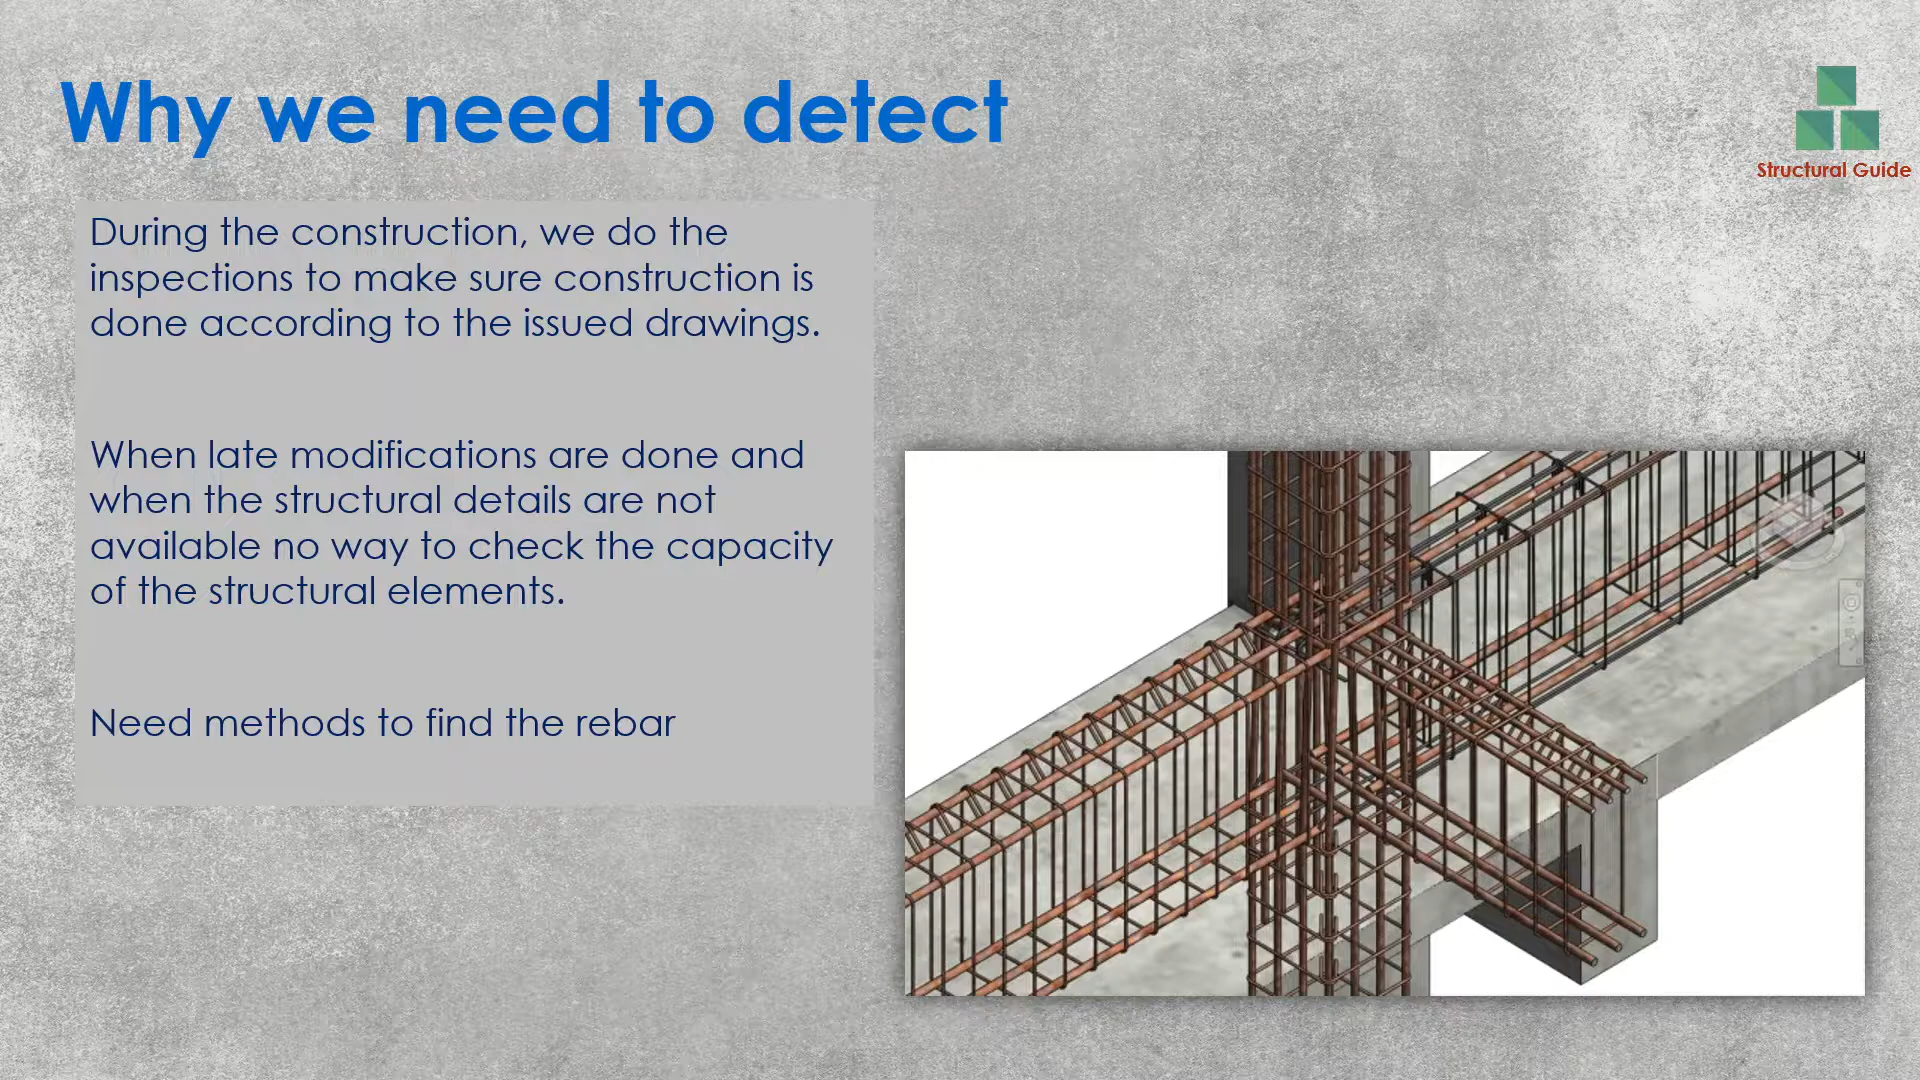 Why we need to detect
Structural Guide
During the construction, we do the
inspections to make sure construction is
done according to the issued drawings.
When late modifications are done and
when the structural details are not
available no way to check the capacity
of the structural elements.
Need methods to find the rebar